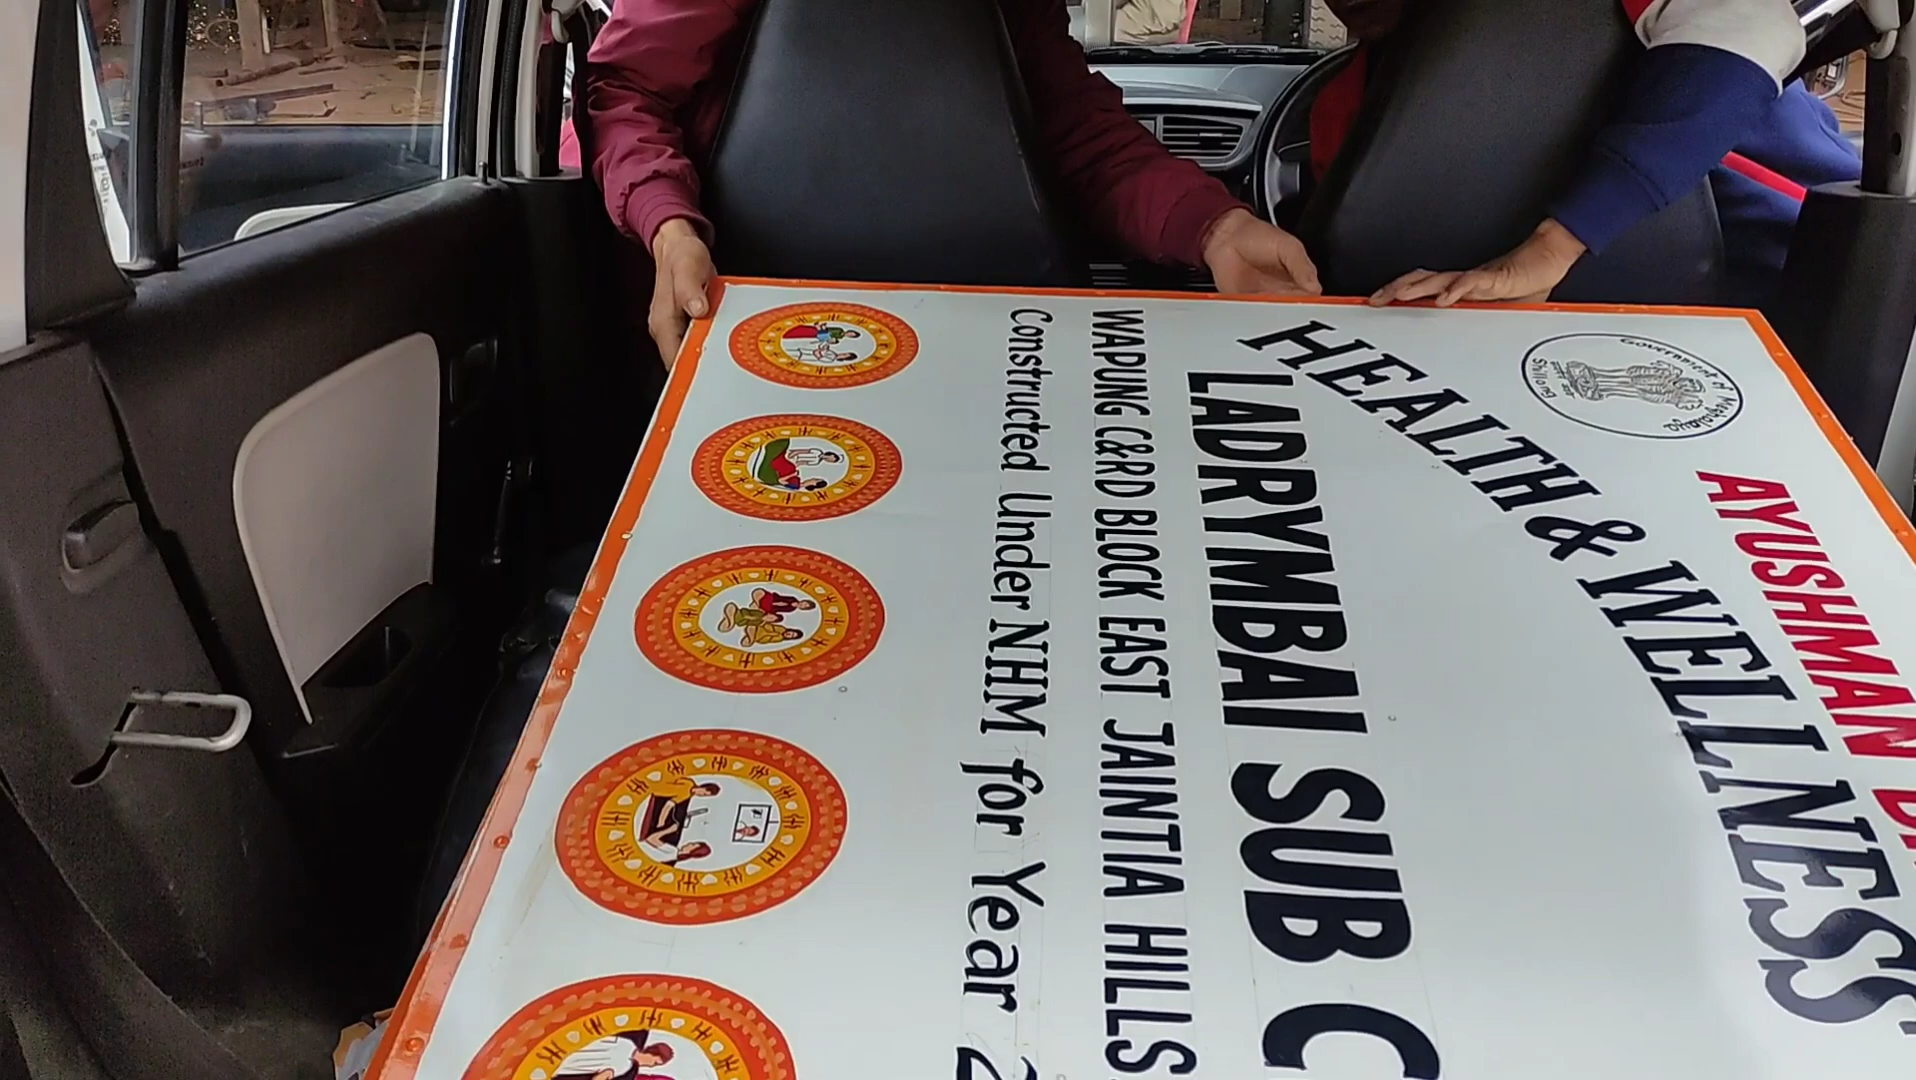 Government of Meghalaya
Shillong
AYUSHMAN
HEALTH & WELLNESS
LADRYMBAI SUB C
WAPUNG C&RD BLOCK EAST JAINTIA HILLS
Constructed Under NHM for Year 2